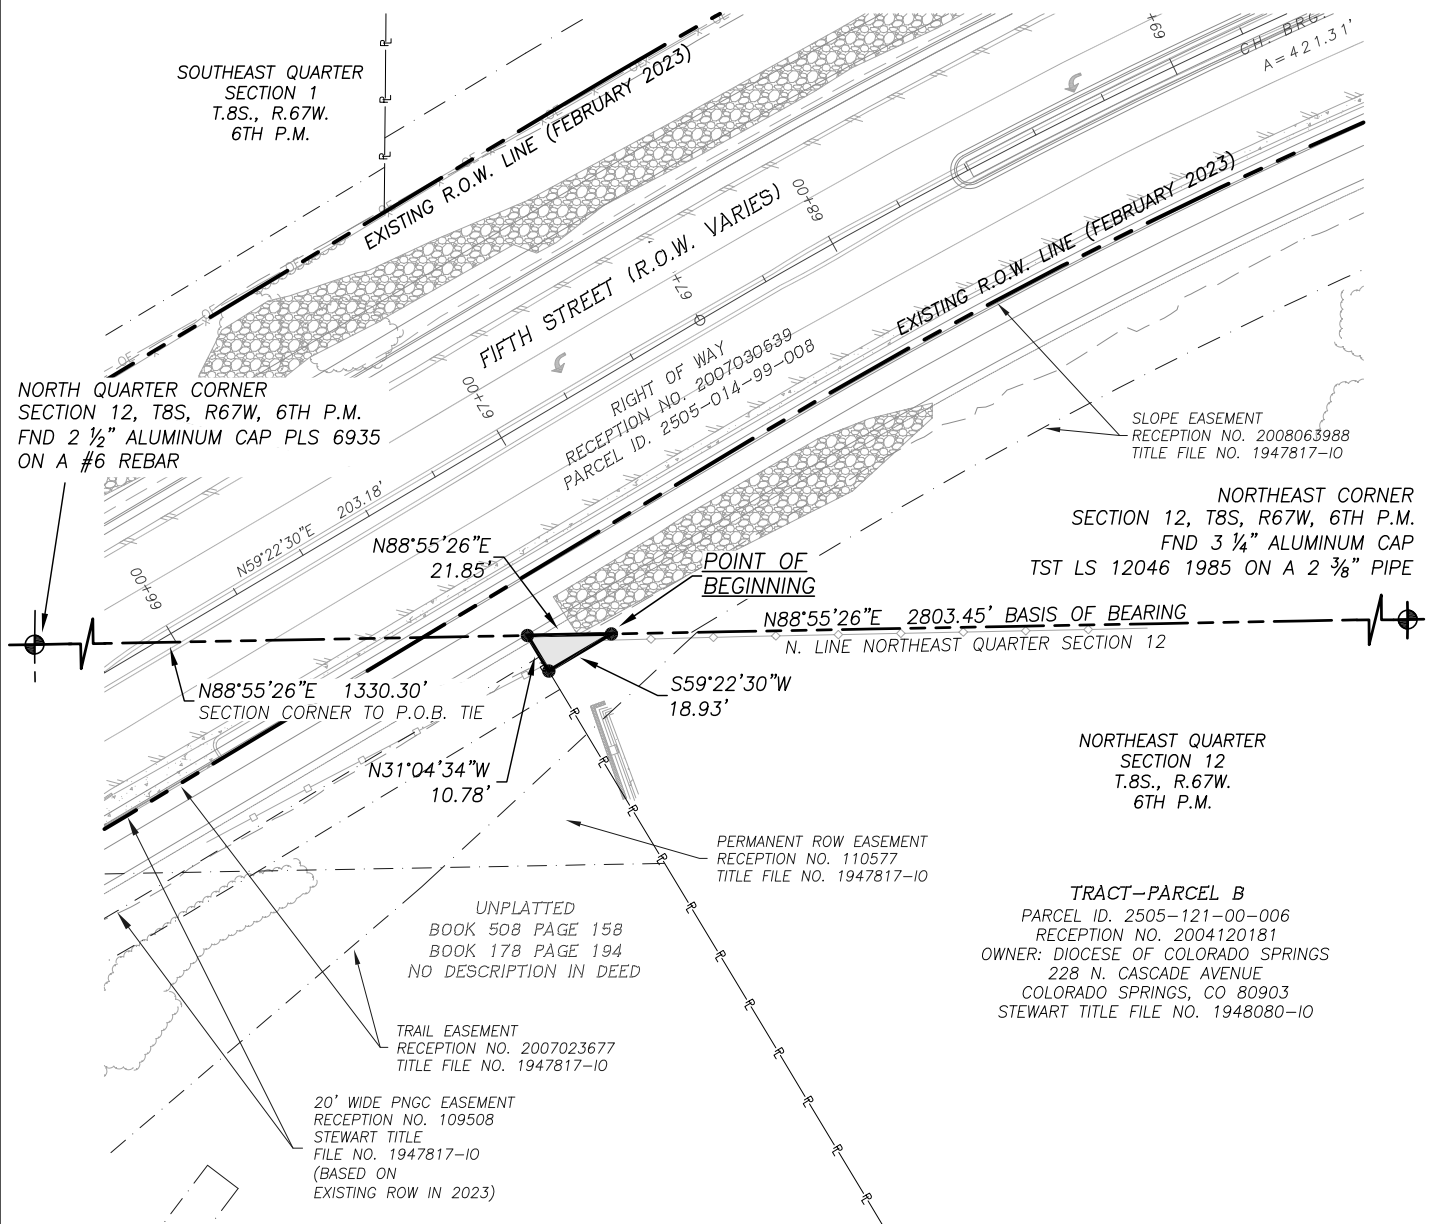 SOUTHEAST QUARTER
SECTION 1
T.8S., R.67W.
6TH P.M.
EXISTING R.O.W. LINE (FEBRUARY 2023)
69+
CH. BRG.
A=421.31'
FIFTH STREET (R.O.W. VARIES)
68+00
67+
67+00
RIGHT OF WAY
RECEPTION NO. 2007030639
PARCEL ID. 2505-014-99-008
EXISTING R.O.W. LINE (FEBRUARY 2023)
NORTH QUARTER CORNER
SECTION 12, T8S, R67W, 6TH P.M.
FND 2 ½" ALUMINUM CAP PLS 6935
ON A #6 REBAR
SLOPE EASEMENT
RECEPTION NO. 2008063988
TITLE FILE NO. 1947817-IO
NORTHEAST CORNER
SECTION 12, T8S, R67W, 6TH P.M.
FND 3 ¼" ALUMINUM CAP
TST LS 12046 1985 ON A 2 ⅜" PIPE
N59°22'30"E 203.18'
66+00
N88°55'26"E
21.85'
POINT OF
BEGINNING
N88°55'26"E 2803.45' BASIS OF BEARING
N. LINE NORTHEAST QUARTER SECTION 12
N88°55'26"E 1330.30'
SECTION CORNER TO P.O.B. TIE
S59°22'30"W
18.93'
N31°04'34"W
10.78'
NORTHEAST QUARTER
SECTION 12
T.8S., R.67W.
6TH P.M.
PERMANENT ROW EASEMENT
RECEPTION NO. 110577
TITLE FILE NO. 1947817-IO
UNPLATTED
BOOK 508 PAGE 158
BOOK 178 PAGE 194
NO DESCRIPTION IN DEED
TRACT-PARCEL B
PARCEL ID. 2505-121-00-006
RECEPTION NO. 2004120181
OWNER: DIOCESE OF COLORADO SPRINGS
228 N. CASCADE AVENUE
COLORADO SPRINGS, CO 80903
STEWART TITLE FILE NO. 1948080-IO
TRAIL EASEMENT
RECEPTION NO. 2007023677
TITLE FILE NO. 1947817-IO
20' WIDE PNGC EASEMENT
RECEPTION NO. 109508
STEWART TITLE
FILE NO. 1947817-IO
(BASED ON
EXISTING ROW IN 2023)